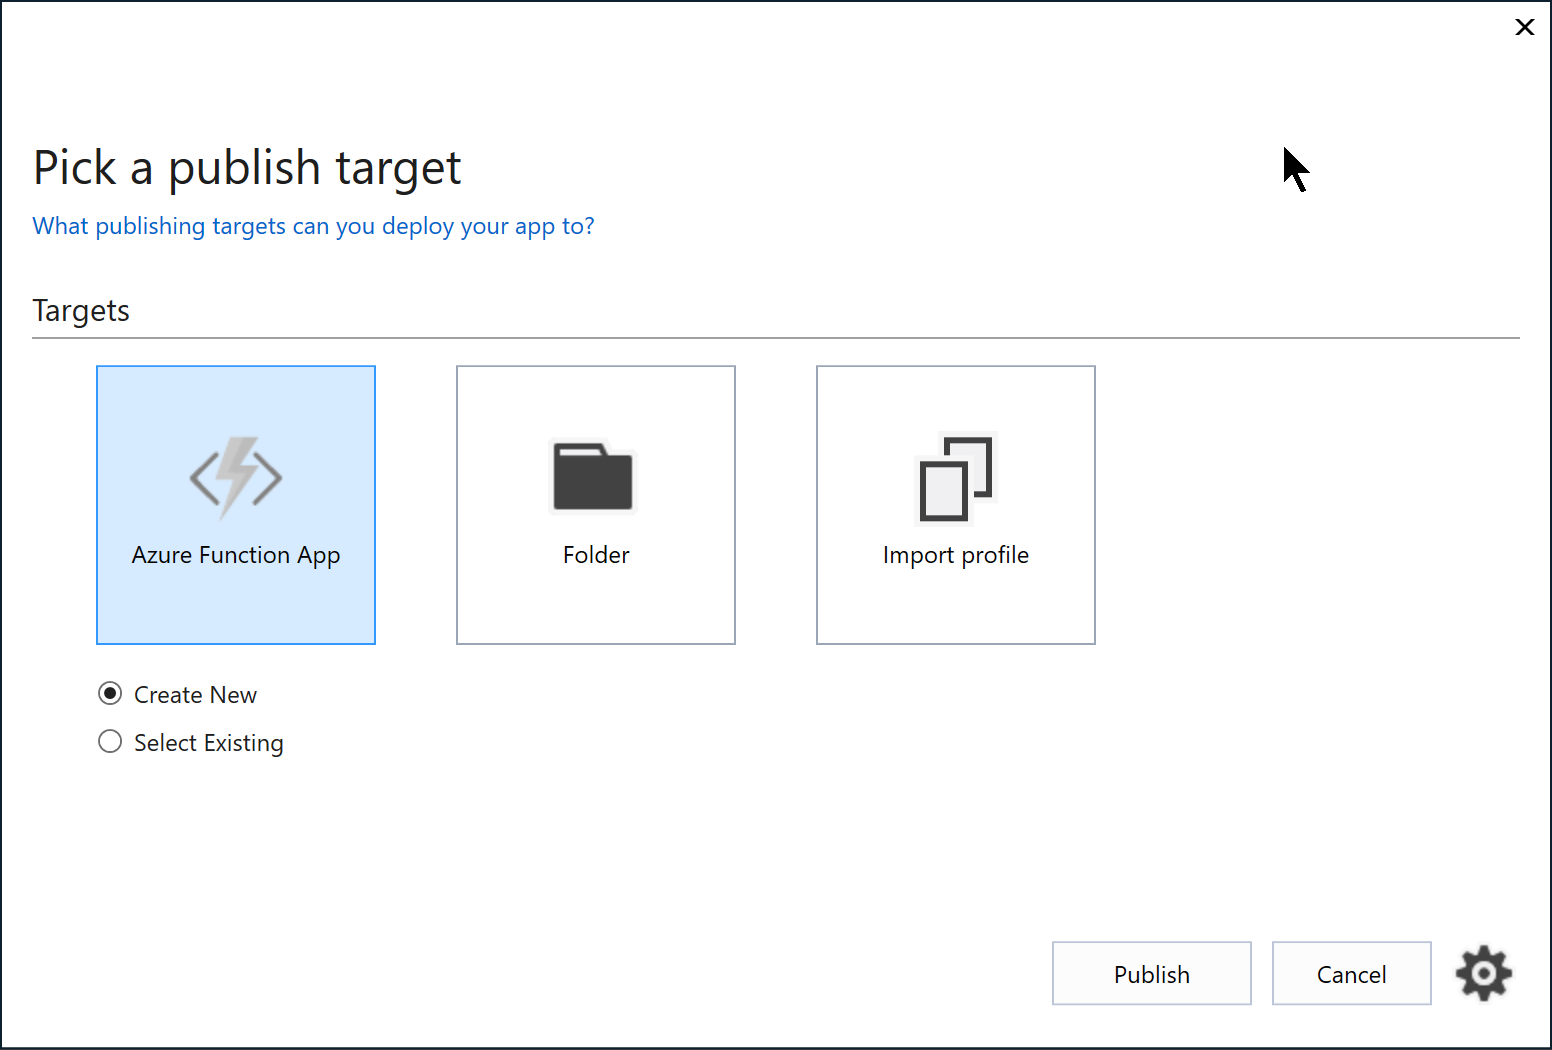 Pick a publish target
What publishing targets can you deploy your app to?
Targets
Azure Function App
Folder
Import profile
Create New
Select Existing
Publish
Cancel